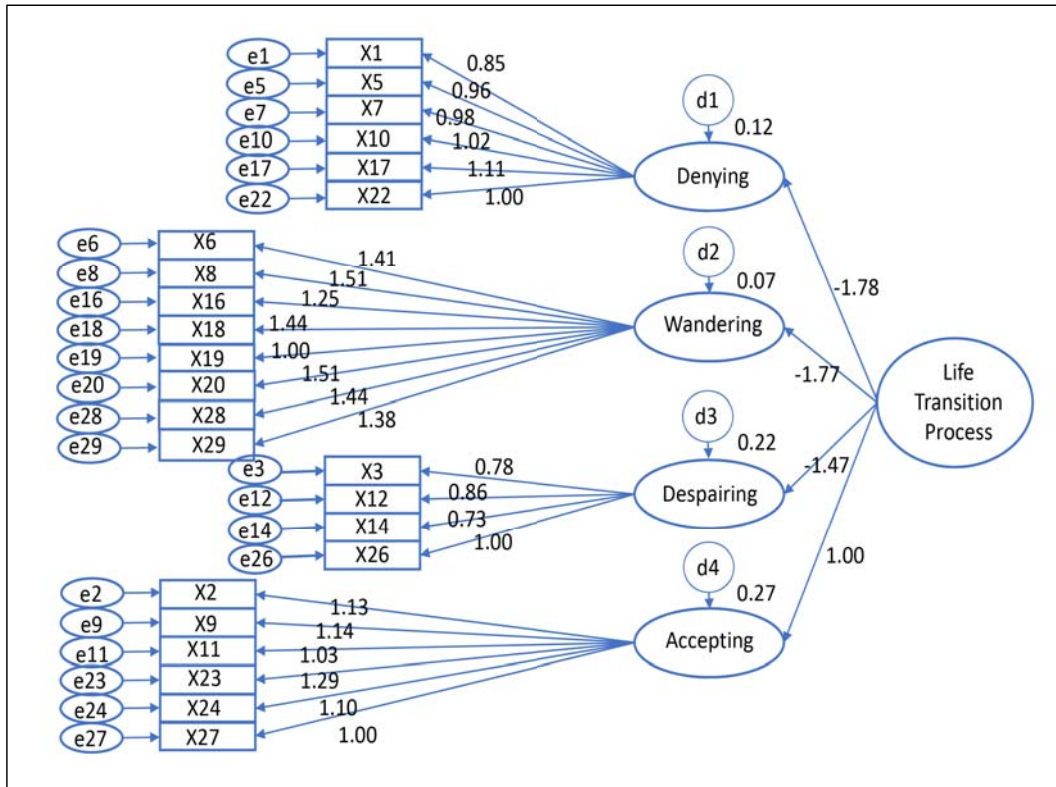 e1 X1 0.85
e5 X5 0.96
e7 X7 0.98
e10 X10 1.02
e17 X17 1.11
e22 X22 1.00
d1
0.12
Denying
e6 X6 1.41
e8 X8 1.51
e16 X16 1.25
e18 X18 1.44
e19 X19 1.00
e20 X20 1.51
e28 X28 1.44
e29 X29 1.38
d2
0.07
Wandering
e3 X3 0.78
e12 X12 0.86
e14 X14 0.73
e26 X26 1.00
d3
0.22
Despairing
e2 X2 1.13
e9 X9 1.14
e11 X11 1.03
e23 X23 1.29
e24 X24 1.10
e27 X27 1.00
d4
0.27
Accepting
-1.78
-1.77
-1.47
1.00
Life
Transition
Process